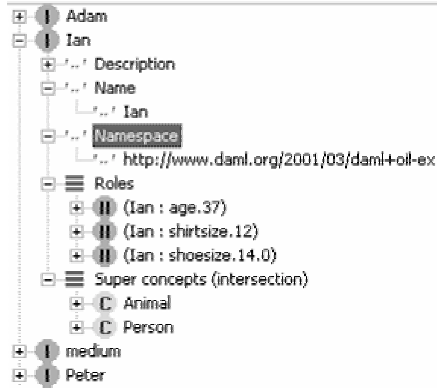 I Adam
I Ian
'..' Description
'..' Name
'..' Ian
'..' Namespace
'..' http://www.daml.org/2001/03/daml+oil-ex
Roles
(Ian : age.37)
(Ian : shirtsize.12)
(Ian : shoesize.14.0)
Super concepts (intersection)
C Animal
C Person
I medium
I Peter